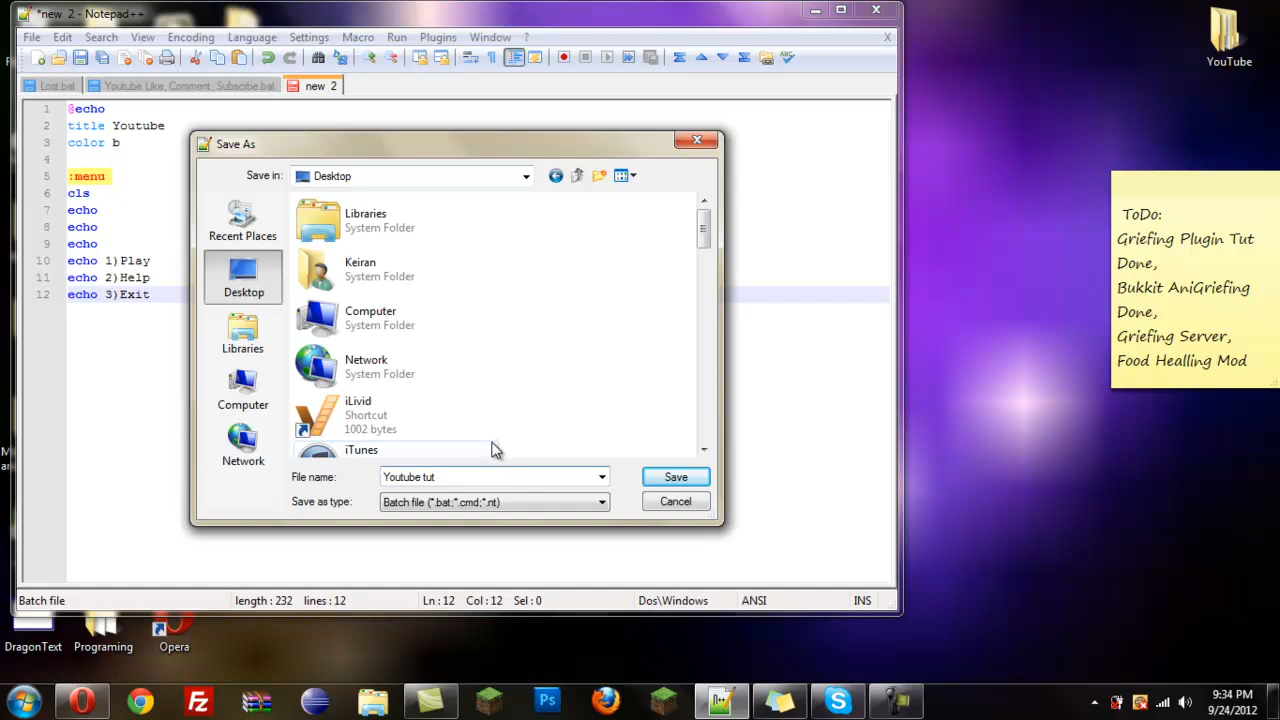 *new 2 - Notepad++
File Edit Search View Encoding Language Settings Macro Run Plugins Window ? X
Lost.bat Youtube Like, Comment, Subscribe.bat new 2
1 @echo
2 title Youtube
3 color b
4
5 :menu
6 cls
7 echo
8 echo
9 echo
10 echo 1)Play
11 echo 2)Help
12 echo 3)Exit
Save As
Save in: Desktop
Recent Places
Desktop
Libraries
Computer
Network
Libraries
System Folder
Keiran
System Folder
Computer
System Folder
Network
System Folder
iLivid
Shortcut
1002 bytes
iTunes
File name: Youtube tut Save
Save as type: Batch file (*.bat;*.cmd;*.nt) Cancel
Batch file length : 232 lines : 12 Ln : 12 Col : 12 Sel : 0 Dos\Windows ANSI INS
YouTube
ToDo:
Griefing Plugin Tut
Done,
Bukkit AniGriefing
Done,
Griefing Server,
Food Healling Mod
DragonText Programing Opera
9:34 PM
9/24/2012